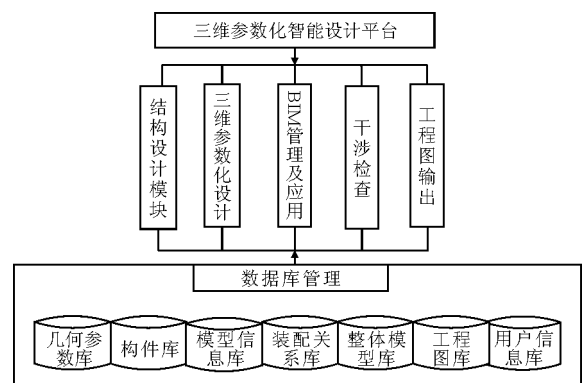 三维参数化智能设计平台
结构设计模块
三维参数化设计
BIM管理及应用
干涉检查
工程图输出
数据库管理
几何参
数库
构件库
模型信
息库
装配关
系库
整体模
型库
工程
图库
用户信
息库